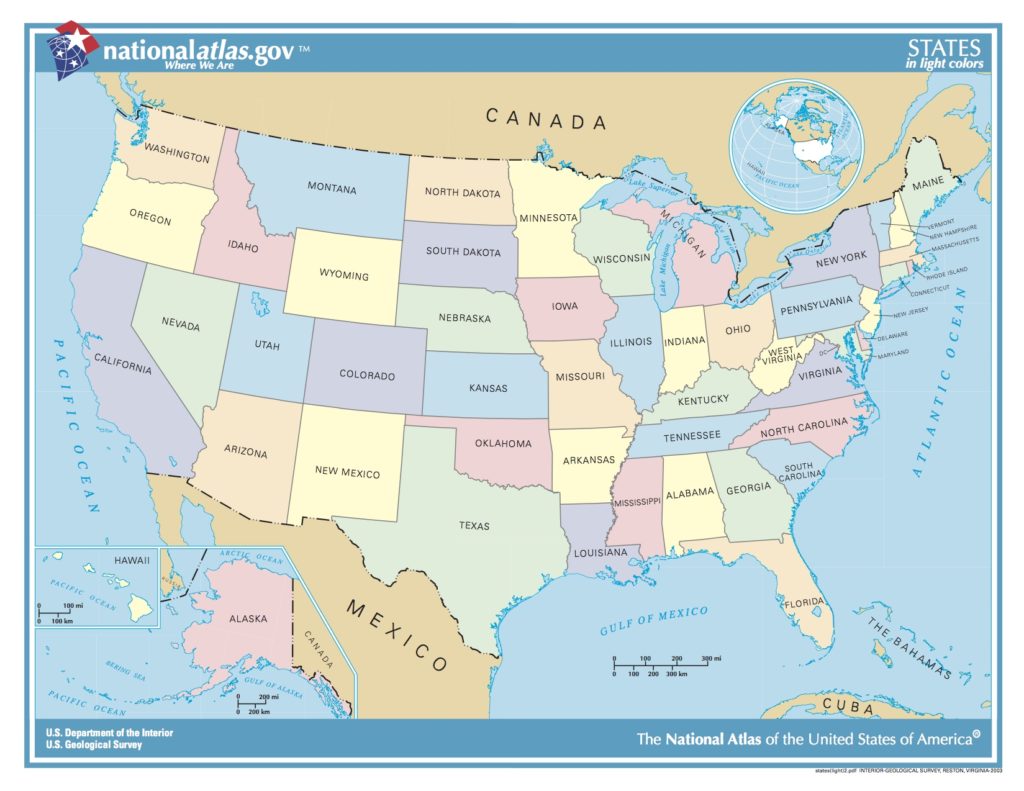 nationalatlas.gov ™
Where We Are
STATES
in light colors
CANADA
HAWAII
PACIFIC OCEAN
WASHINGTON
MONTANA
NORTH DAKOTA
MINNESOTA
Lake Superior
MICHIGAN
MAINE
OREGON
IDAHO
WYOMING
SOUTH DAKOTA
WISCONSIN
Lake Michigan
Lake Huron
NEW YORK
VERMONT
NEW HAMPSHIRE
MASSACHUSETTS
RHODE ISLAND
CONNECTICUT
NEVADA
UTAH
NEBRASKA
IOWA
ILLINOIS
INDIANA
OHIO
PENNSYLVANIA
NEW JERSEY
DELAWARE
MARYLAND
DC
CALIFORNIA
COLORADO
KANSAS
MISSOURI
KENTUCKY
WEST
VIRGINIA
VIRGINIA
PACIFIC OCEAN
ATLANTIC OCEAN
ARIZONA
NEW MEXICO
OKLAHOMA
ARKANSAS
TENNESSEE
NORTH CAROLINA
SOUTH
CAROLINA
TEXAS
LOUISIANA
MISSISSIPPI
ALABAMA
GEORGIA
FLORIDA
HAWAII
PACIFIC OCEAN
0 100 mi
0 100 km
ARCTIC OCEAN
ALASKA
CANADA
BERING SEA
GULF OF ALASKA
PACIFIC OCEAN
0 200 mi
0 200 km
MEXICO
GULF OF MEXICO
0 100 200 300 mi
0 100 200 300 km
THE BAHAMAS
CUBA
U.S. Department of the Interior
U.S. Geological Survey
The National Atlas of the United States of America®
states(light)2.pdf INTERIOR-GEOLOGICAL SURVEY, RESTON, VIRGINIA-2003